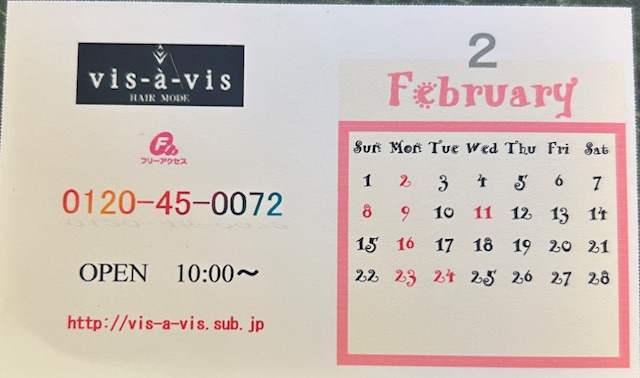 vis-à-vis
HAIR MODE
フリーアクセス
0120-45-0072
OPEN 10:00〜
http://vis-a-vis.sub.jp
2
February
Sun Mon Tue Wed Thu Fri Sat
1 2 3 4 5 6 7
8 9 10 11 12 13 14
15 16 17 18 19 20 21
22 23 24 25 26 27 28